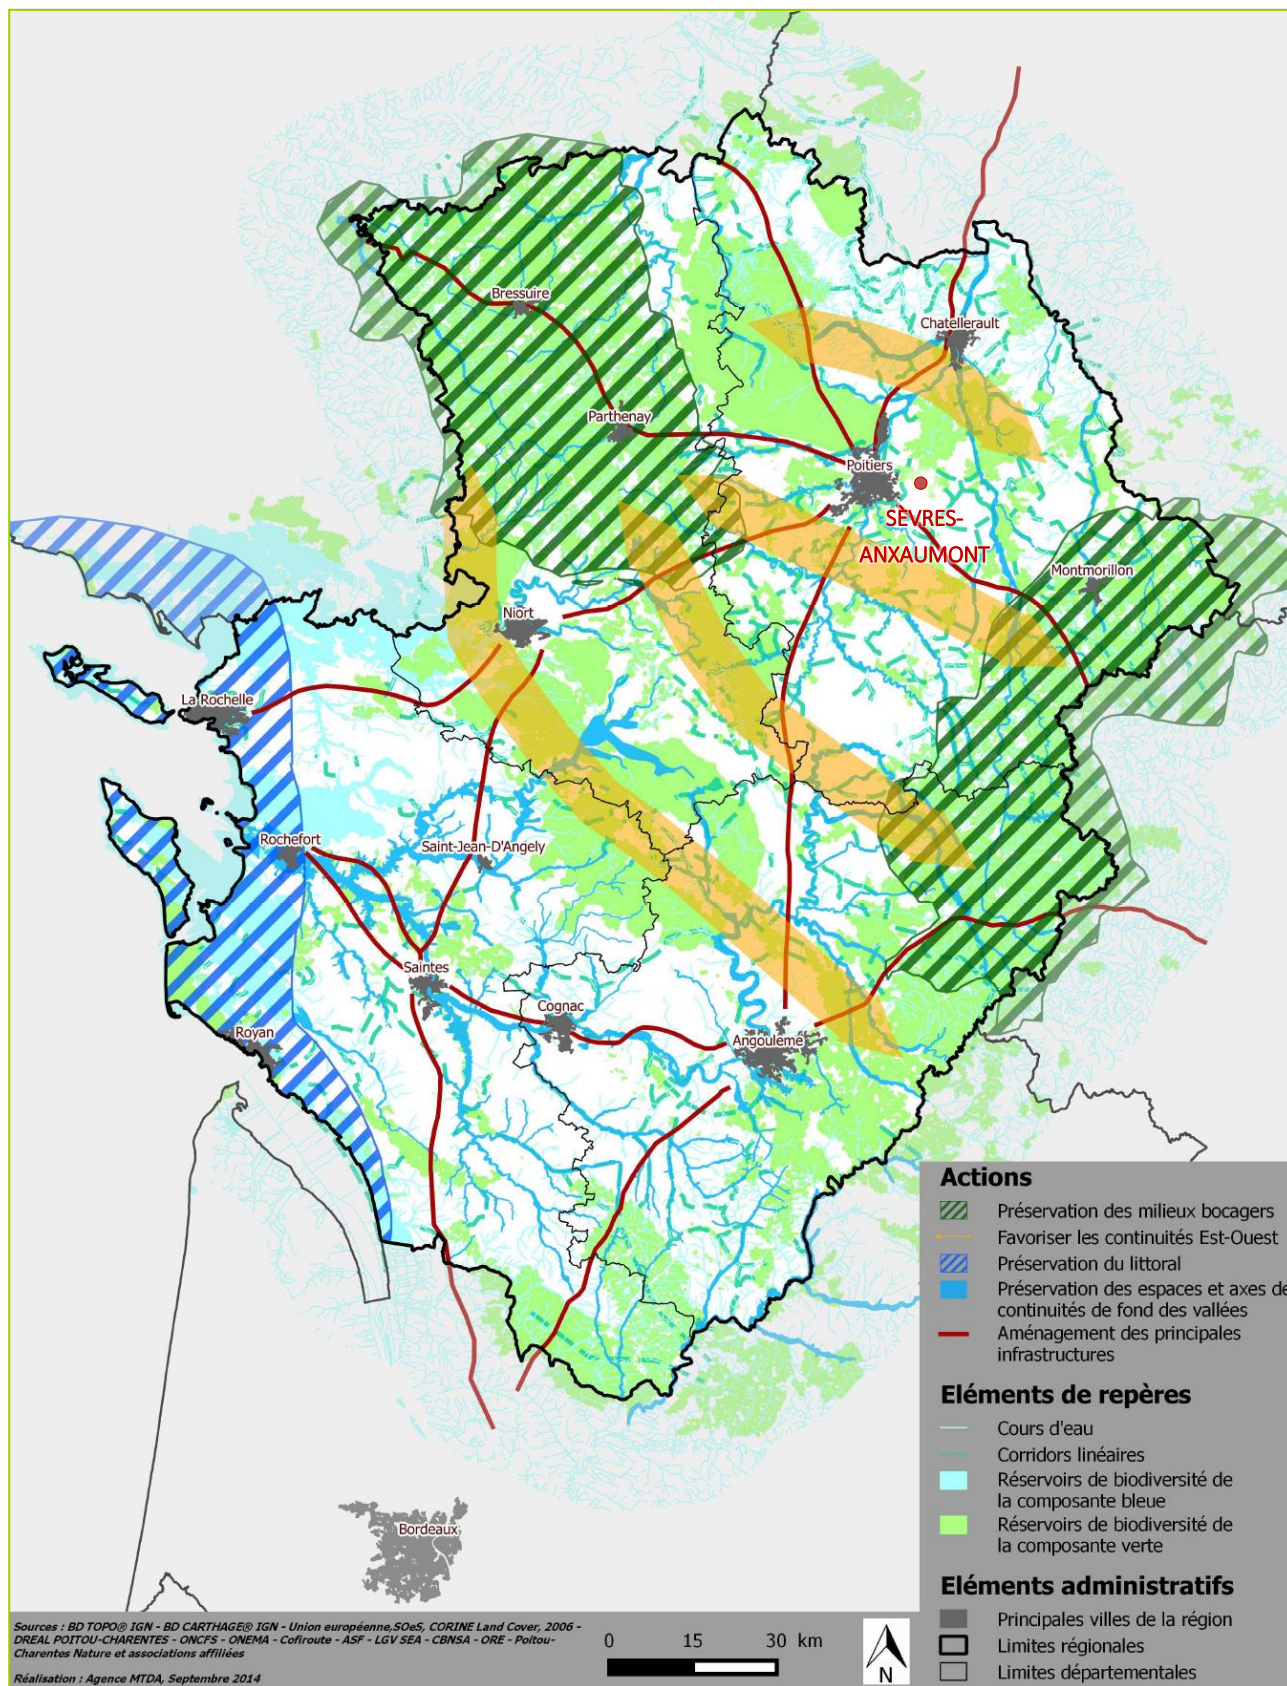 Bressuire
Chatellerault
Parthenay
Poitiers
SÈVRES-
ANXAUMONT
Montmorillon
Niort
La Rochelle
Rochefort
Saint-Jean-D'Angely
Saintes
Cognac
Royan
Angouleme
Bordeaux
Actions
Préservation des milieux bocagers
Favoriser les continuités Est-Ouest
Préservation du littoral
Préservation des espaces et axes de
continuités de fond des vallées
Aménagement des principales
infrastructures
Eléments de repères
Cours d'eau
Corridors linéaires
Réservoirs de biodiversité de
la composante bleue
Réservoirs de biodiversité de
la composante verte
Eléments administratifs
Principales villes de la région
Limites régionales
Limites départementales
Sources : BD TOPO® IGN - BD CARTHAGE® IGN - Union européenne,SOeS, CORINE Land Cover, 2006 -
DREAL POITOU-CHARENTES - ONCFS - ONEMA - Cofiroute - ASF - LGV SEA - CBNSA - ORE - Poitou-
Charentes Nature et associations affiliées
Réalisation : Agence MTDA, Septembre 2014
0 15 30 km
N